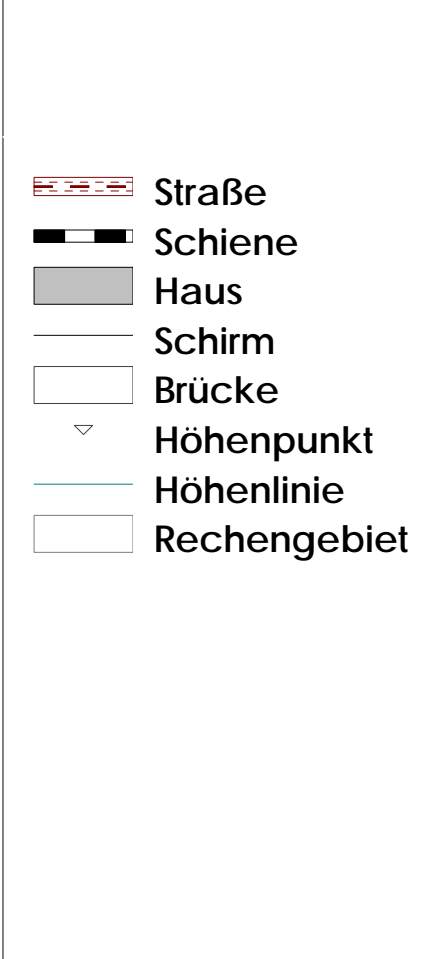 Straße
Schiene
Haus
Schirm
Brücke
Höhenpunkt
Höhenlinie
Rechengebiet